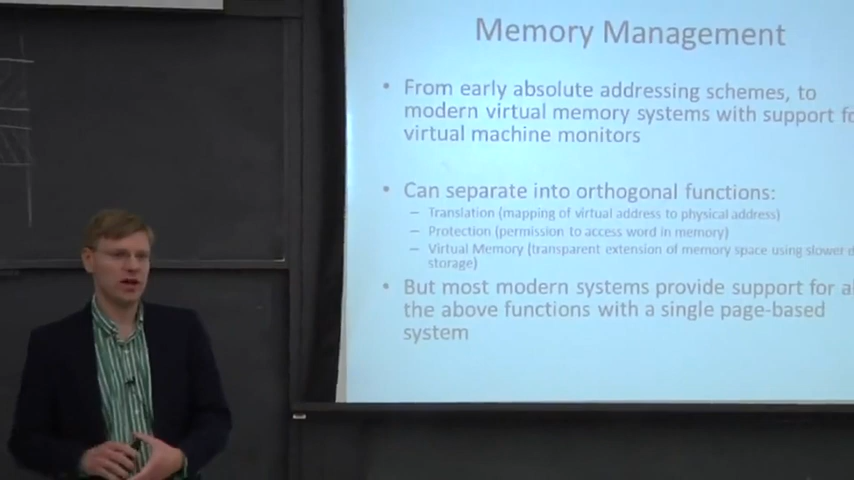 Memory Management
• From early absolute addressing schemes, to
modern virtual memory systems with support
virtual machine monitors
• Can separate into orthogonal functions:
– Translation (mapping of virtual address to physical address)
– Protection (permission to access word in memory)
– Virtual Memory (transparent extension of memory space using slower
storage)
• But most modern systems provide support for
the above functions with a single page-based
system